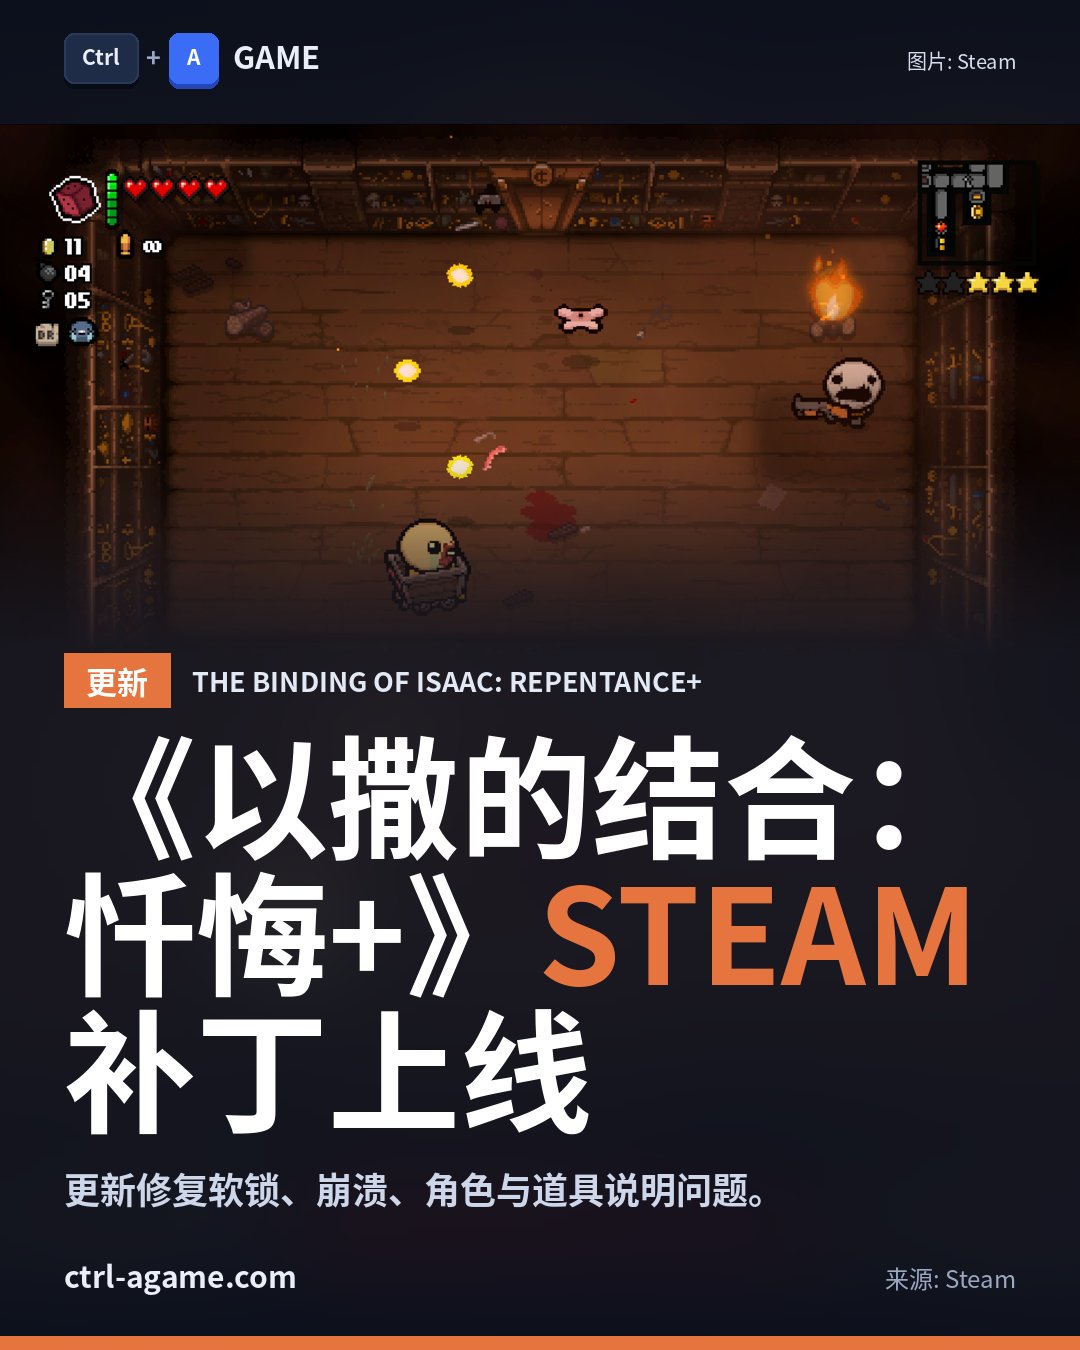 Ctrl + A GAME
图片: Steam
11 ∞
04
05
更新 THE BINDING OF ISAAC: REPENTANCE+
《以撒的结合：
忏悔+》STEAM
补丁上线
更新修复软锁、崩溃、角色与道具说明问题。
ctrl-agame.com
来源: Steam